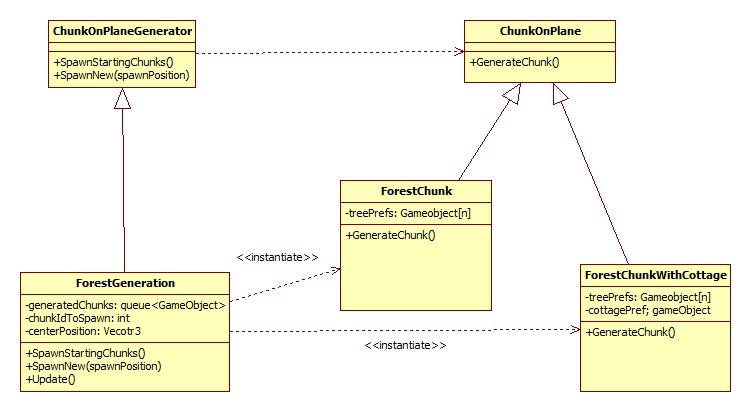 ChunkOnPlaneGenerator
+SpawnStartingChunks()
+SpawnNew(spawnPosition)
ChunkOnPlane
+GenerateChunk()
ForestChunk
-treePrefs: Gameobject[n]
+GenerateChunk()
<<instantiate>>
ForestGeneration
-generatedChunks: queue<GameObject>
-chunkIdToSpawn: int
-centerPosition: Vecotr3
+SpawnStartingChunks()
+SpawnNew(spawnPosition)
+Update()
<<instantiate>>
ForestChunkWithCottage
-treePrefs: Gameobject[n]
-cottagePref; gameObject
+GenerateChunk()